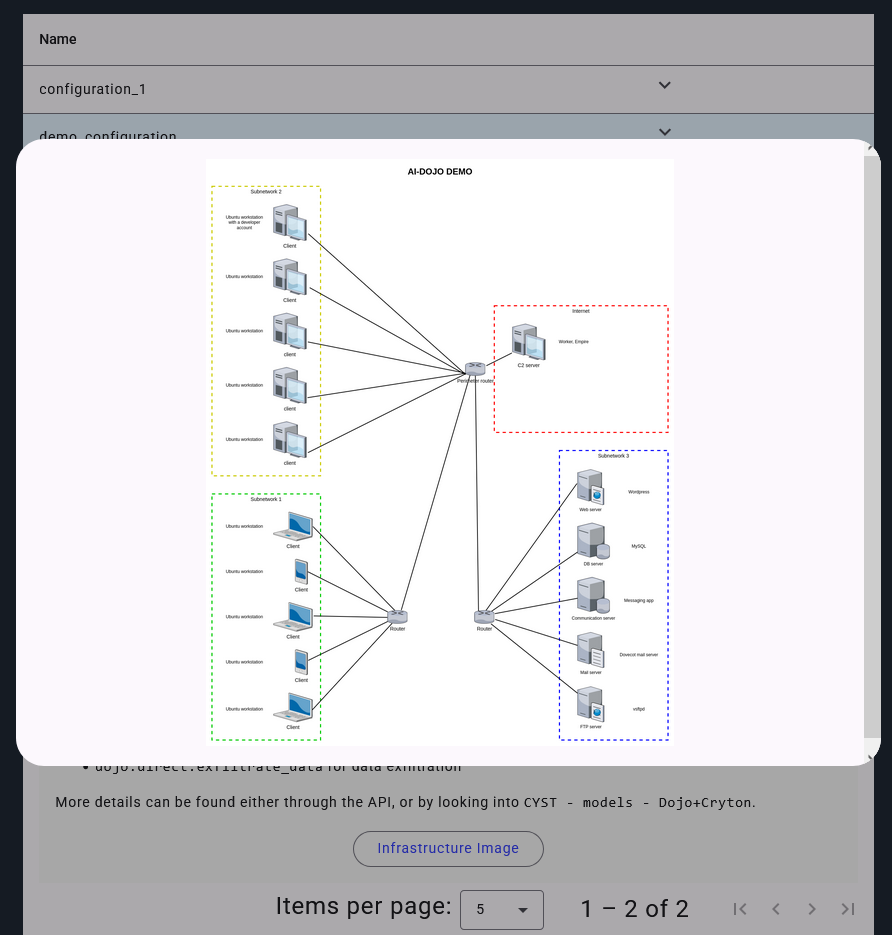 Name
configuration_1
demo_configuration
AI-DOJO DEMO
Subnetwork 2
Ubuntu workstation
with a developer
account
Client
Ubuntu workstation
Client
Ubuntu workstation
client
Ubuntu workstation
client
Ubuntu workstation
client
Internet
Worker, Empire
C2 server
Perimeter router
Subnetwork 1
Ubuntu workstation
Client
Ubuntu workstation
Client
Ubuntu workstation
Client
Ubuntu workstation
Client
Ubuntu workstation
Client
Router
Router
Subnetwork 3
Wordpress
Web server
MySQL
DB server
Messaging app
Communication server
Dovecot mail server
Mail server
vsftpd
FTP server
dojo.direct.exfiltrate_data for data exfiltration
More details can be found either through the API, or by looking into CYST - models - Dojo+Cryton.
Infrastructure Image
Items per page: 5 1 – 2 of 2